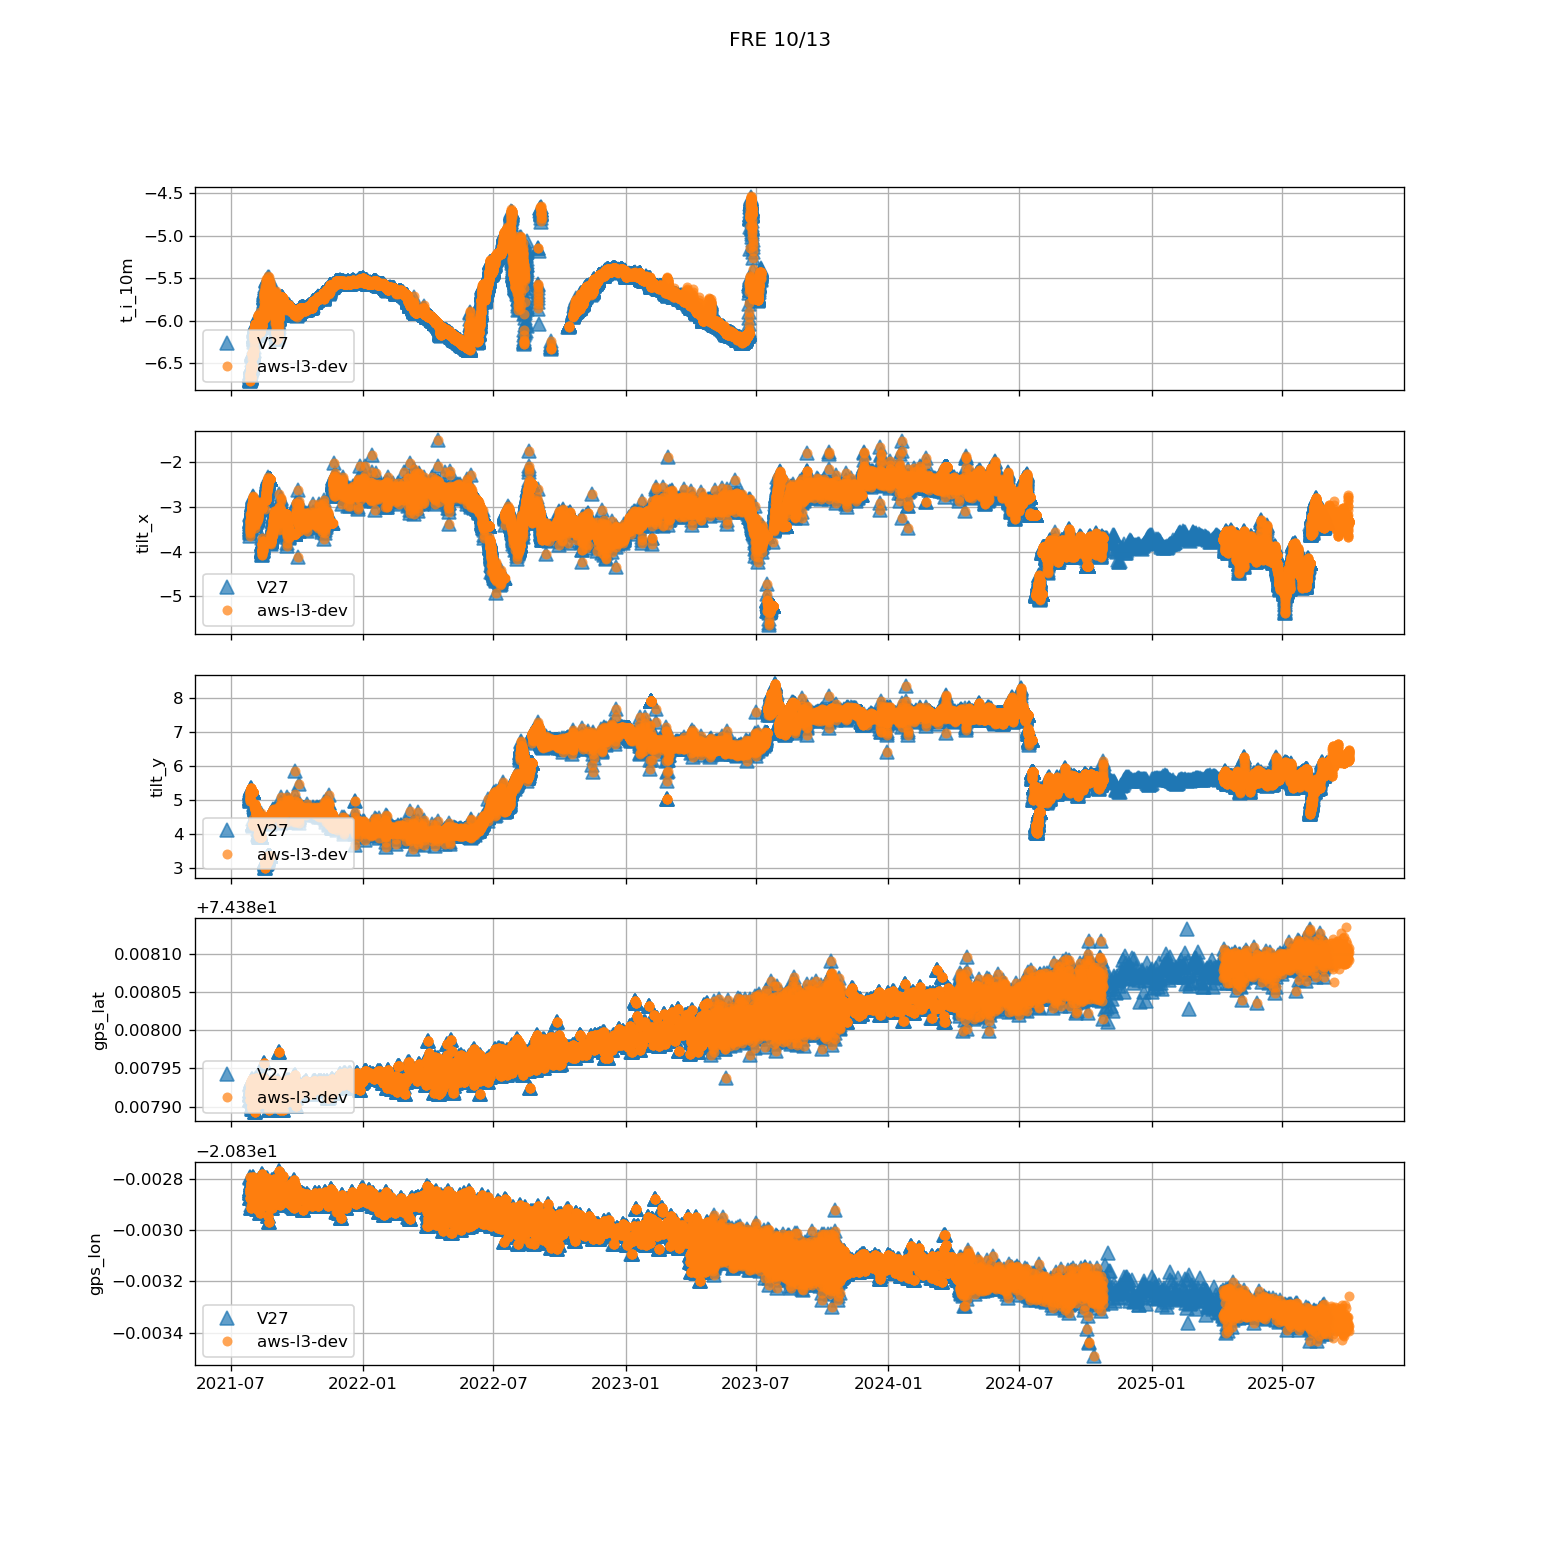 FRE 10/13
−4.5
−5.0
−5.5
−6.0
−6.5
t_i_10m
V27
aws-l3-dev
−2
−3
−4
−5
tilt_x
V27
aws-l3-dev
8
7
6
5
4
3
tilt_y
V27
aws-l3-dev
+7.438e1
0.00810
0.00805
0.00800
0.00795
0.00790
gps_lat
V27
aws-l3-dev
−2.083e1
−0.0028
−0.0030
−0.0032
−0.0034
gps_lon
V27
aws-l3-dev
2021-07 2022-01 2022-07 2023-01 2023-07 2024-01 2024-07 2025-01 2025-07